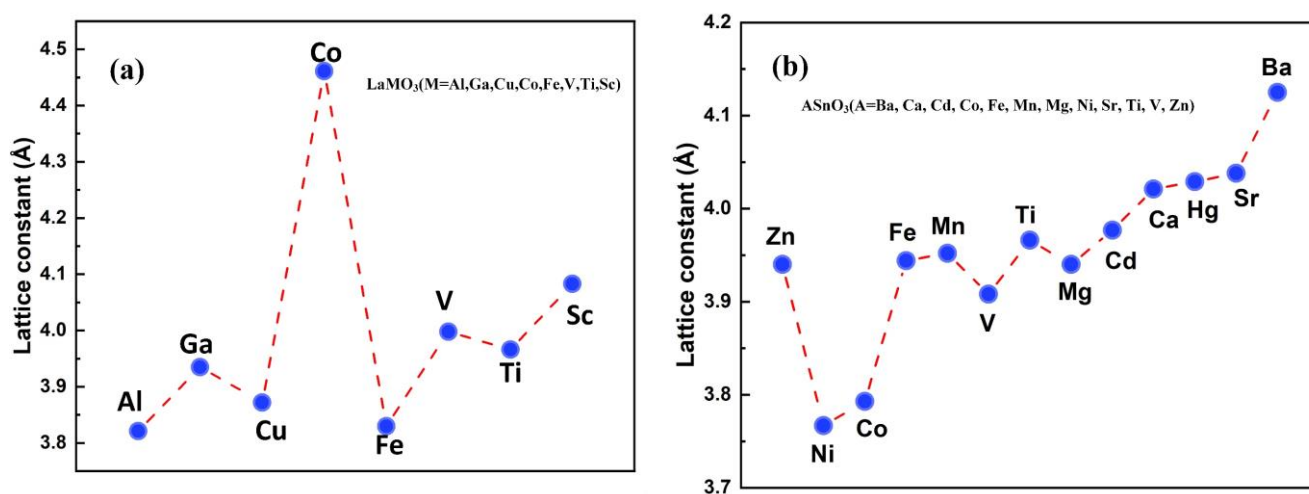 (a)
LaMO₃(M=Al,Ga,Cu,Co,Fe,V,Ti,Sc)
Lattice constant (Å)
4.5
4.4
4.3
4.2
4.1
4.0
3.9
3.8
Al
Ga
Cu
Co
Fe
V
Ti
Sc
(b)
ASnO₃(A=Ba, Ca, Cd, Co, Fe, Mn, Mg, Ni, Sr, Ti, V, Zn)
Lattice constant (Å)
4.2
4.1
4.0
3.9
3.8
3.7
Zn
Ni
Co
Fe
Mn
V
Ti
Mg
Cd
Ca
Hg
Sr
Ba